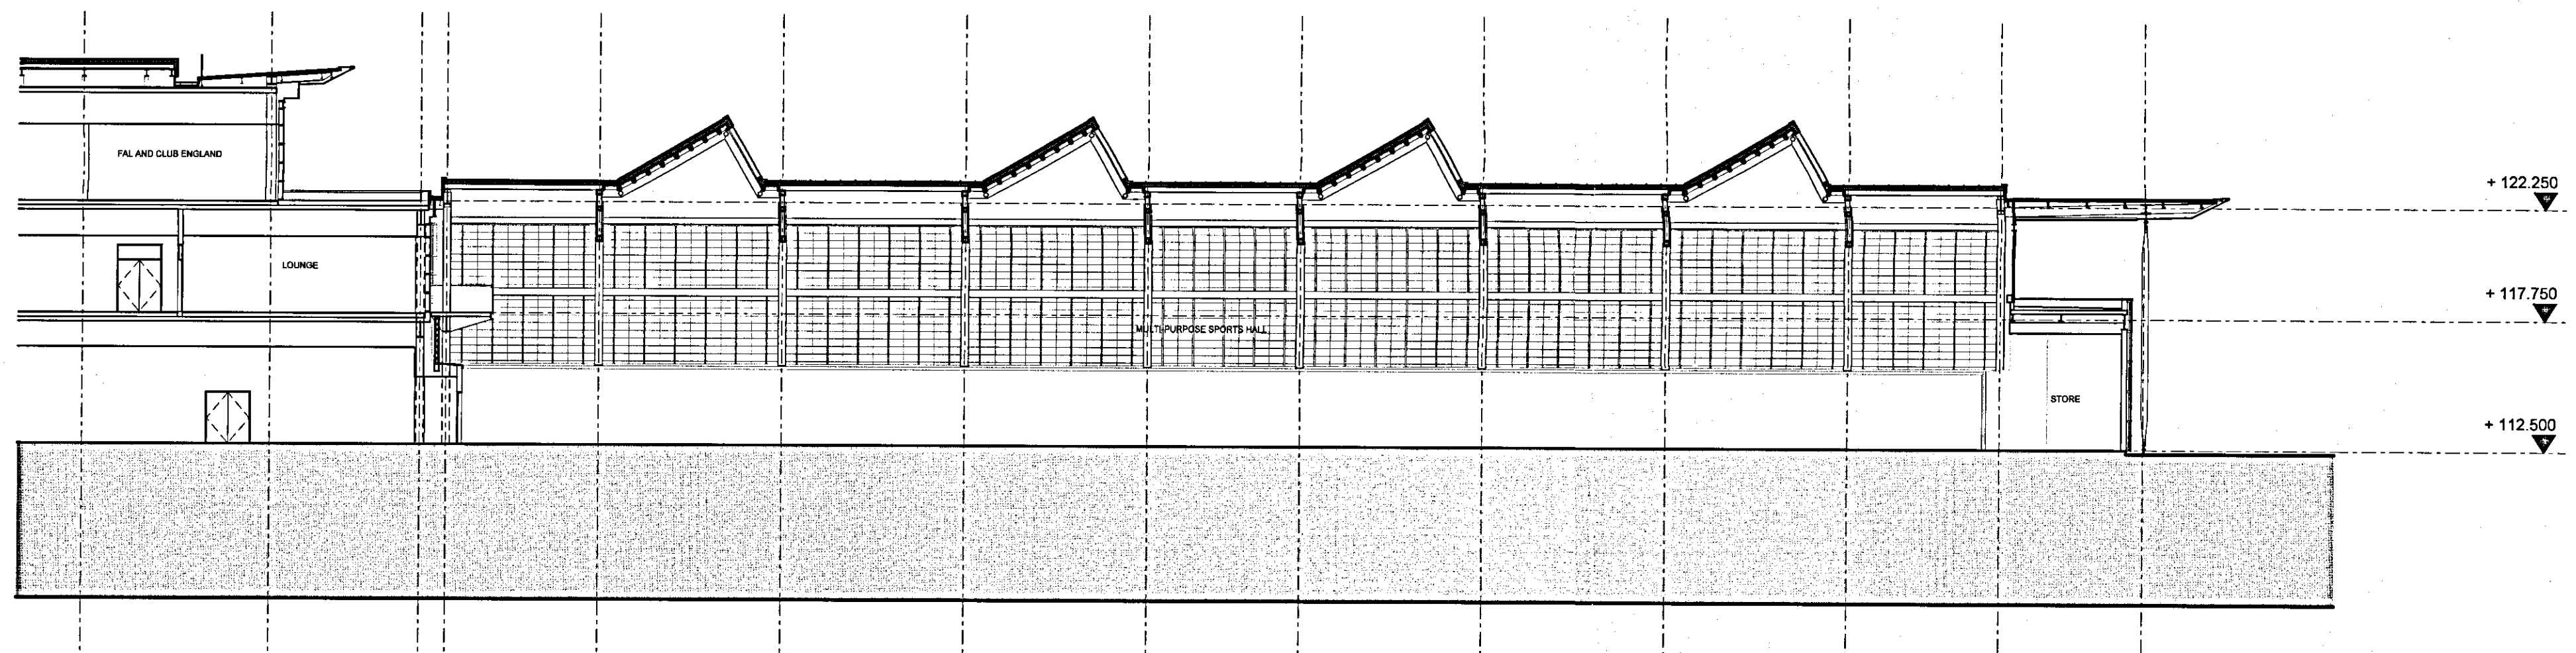 FAL AND CLUB ENGLAND
+ 122.250
LOUNGE
+ 117.750
MULTI-PURPOSE SPORTS HALL
STORE
+ 112.500